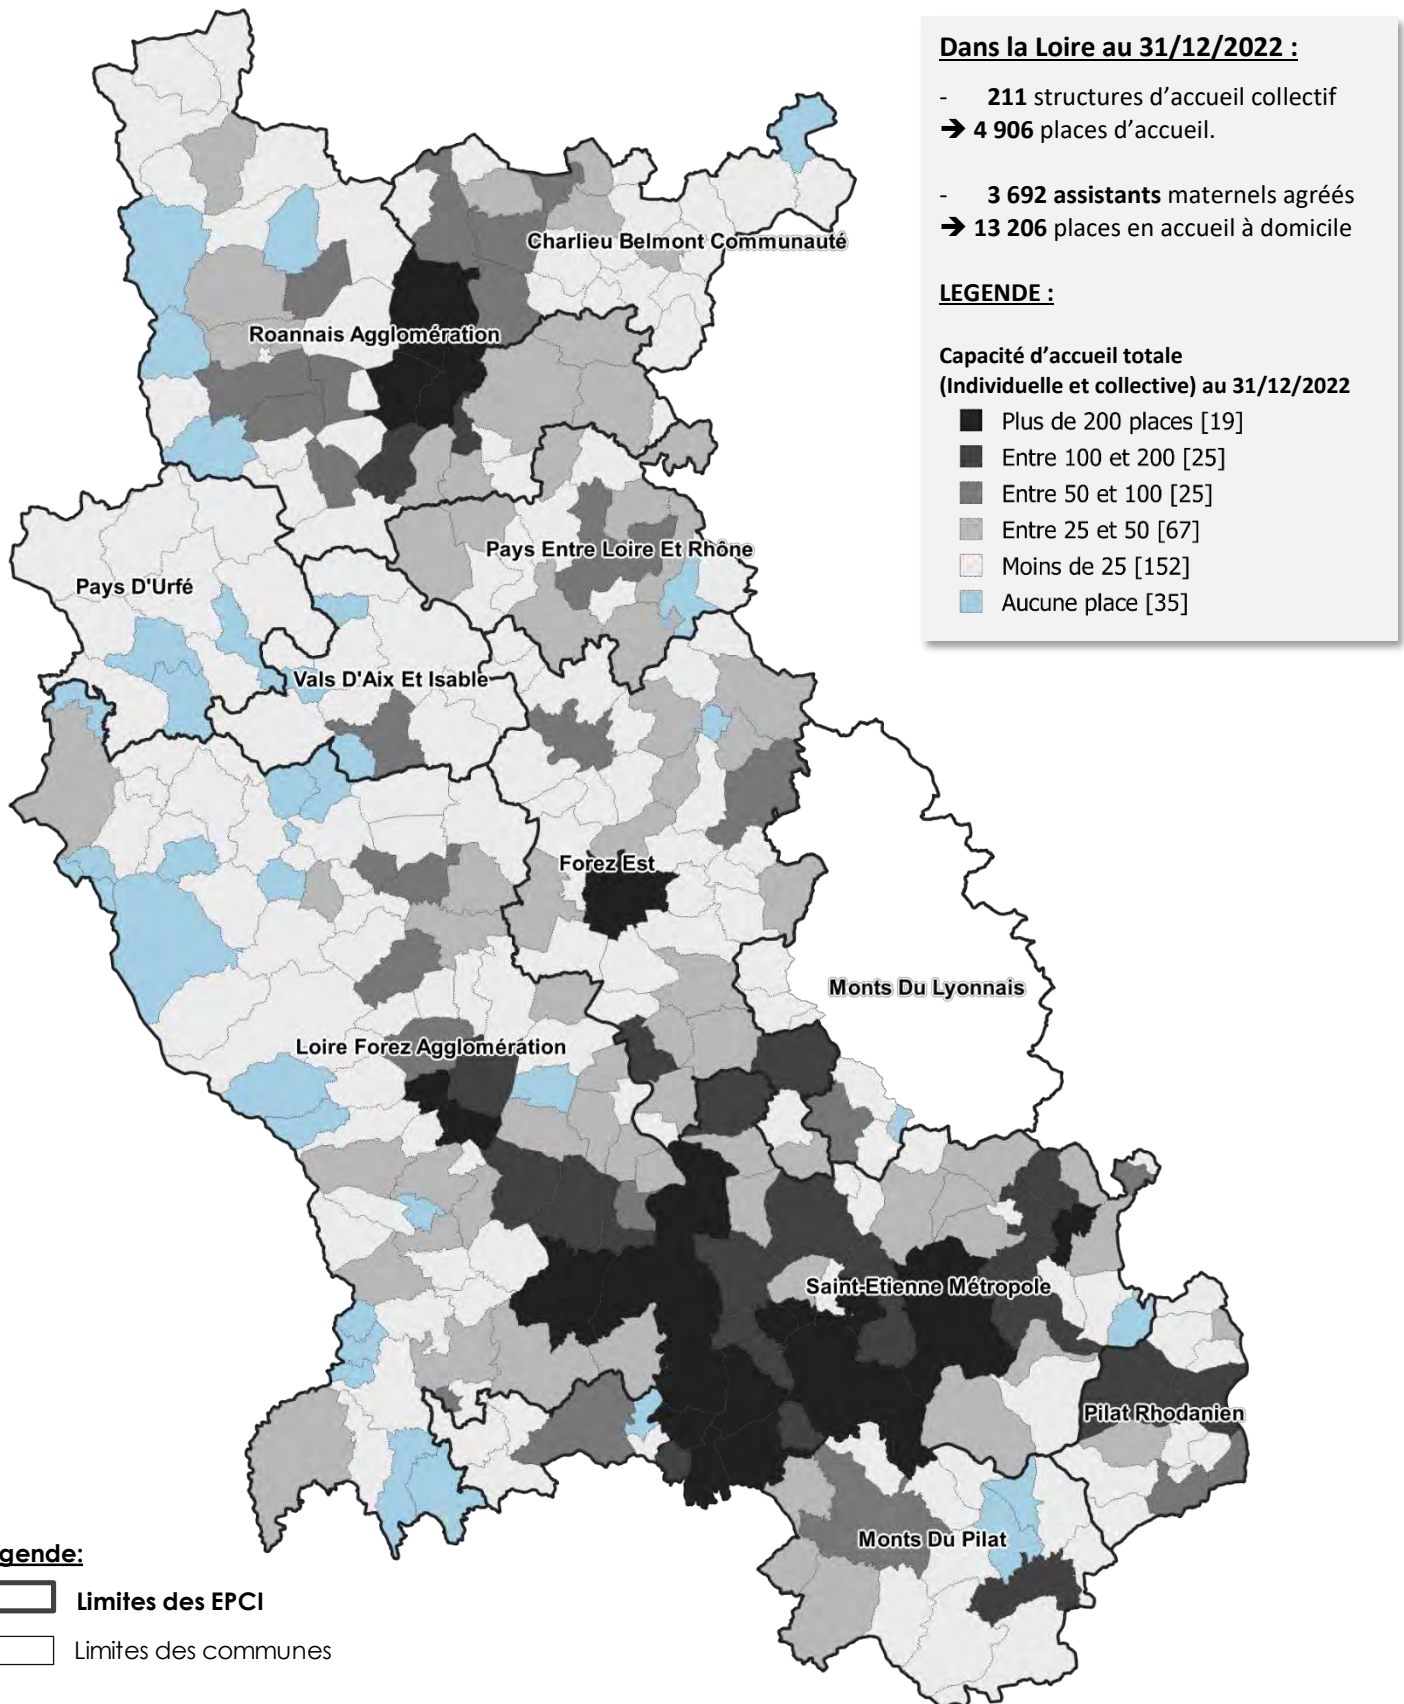 Dans la Loire au 31/12/2022 :
- 211 structures d'accueil collectif
➔ 4 906 places d'accueil.
- 3 692 assistants maternels agréés
➔ 13 206 places en accueil à domicile
LEGENDE :
Capacité d'accueil totale
(Individuelle et collective) au 31/12/2022
Plus de 200 places [19]
Entre 100 et 200 [25]
Entre 50 et 100 [25]
Entre 25 et 50 [67]
Moins de 25 [152]
Aucune place [35]
Charlieu Belmont Communauté
Roannais Agglomération
Pays Entre Loire Et Rhône
Pays D'Urfé
Vals D'Aix Et Isable
Forez Est
Monts Du Lyonnais
Loire Forez Agglomération
Saint-Etienne Métropole
Pilat Rhodanien
Monts Du Pilat
gende:
Limites des EPCI
Limites des communes